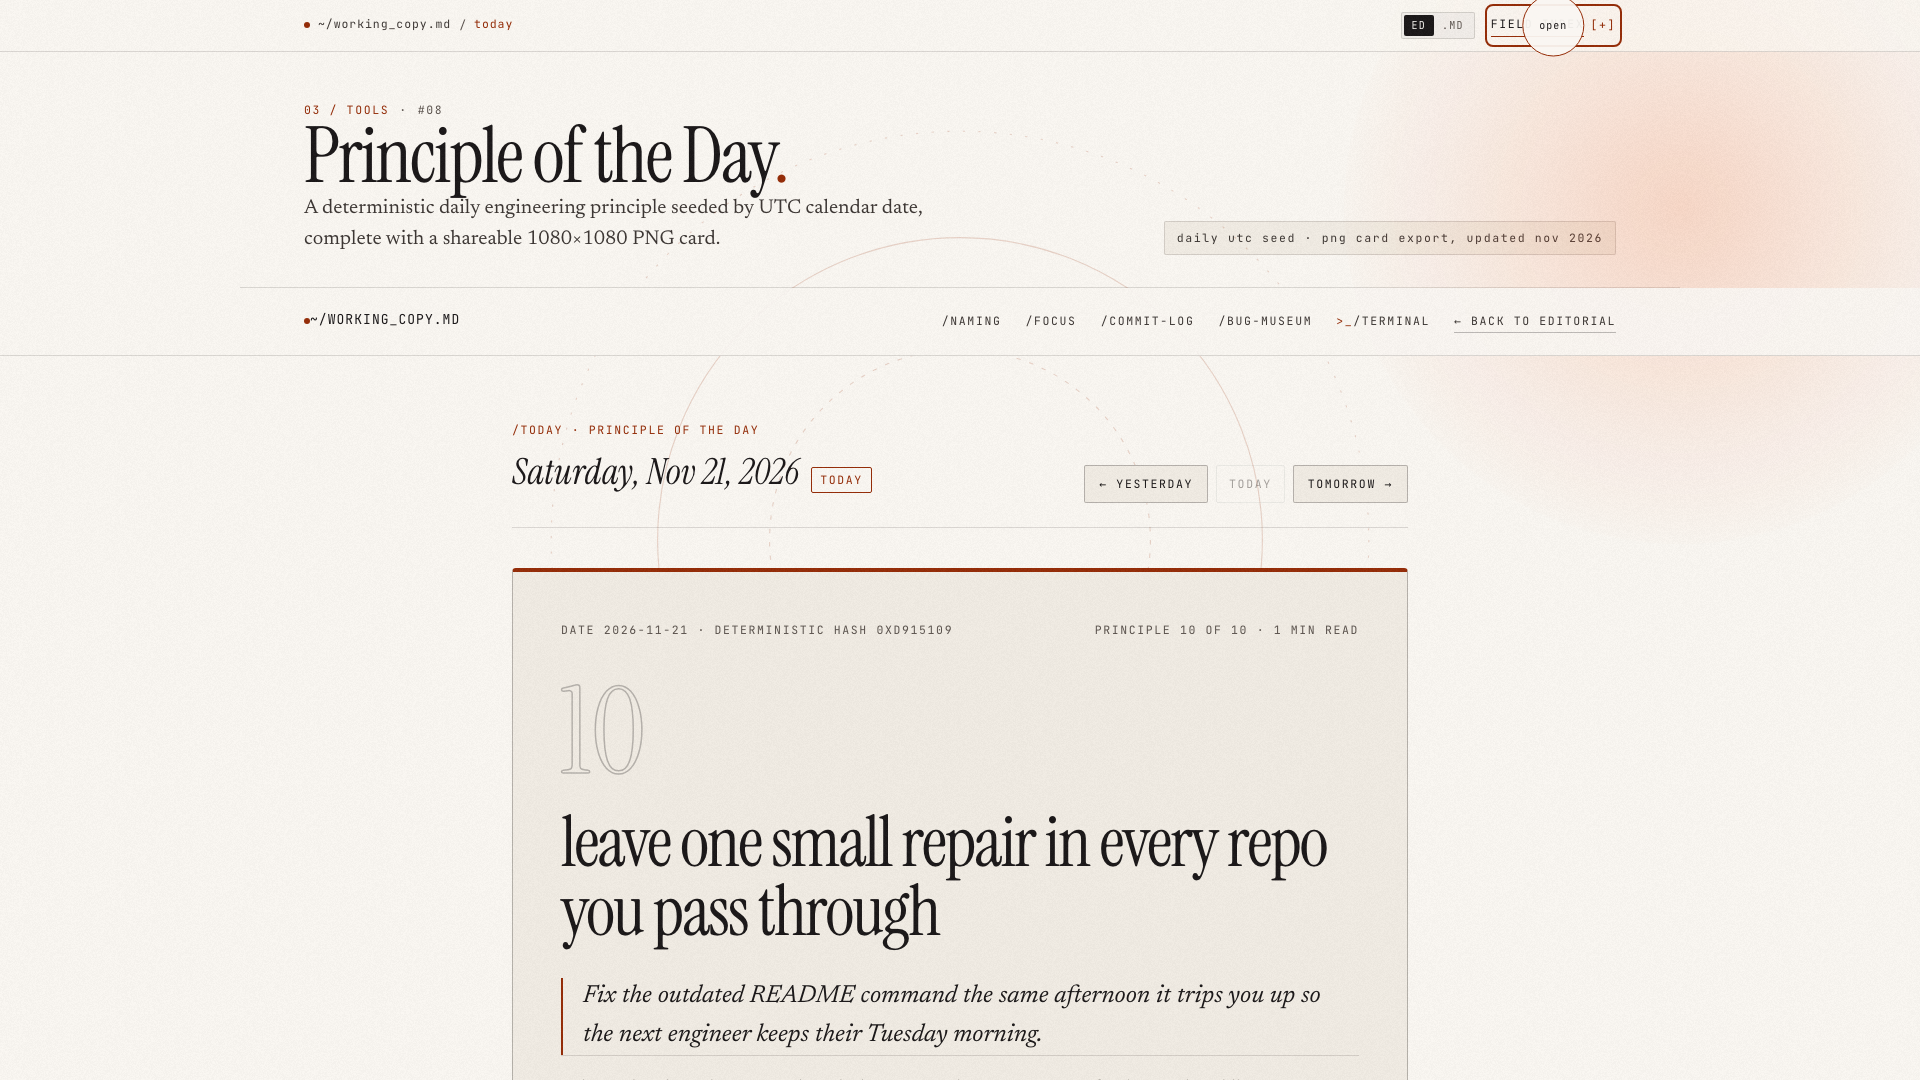 ~/working_copy.md / today
ED .MD
open [+]
03 / TOOLS · #08
Principle of the Day.
A deterministic daily engineering principle seeded by UTC calendar date,
complete with a shareable 1080×1080 PNG card.
daily utc seed · png card export, updated nov 2026
~/WORKING_COPY.MD
/NAMING /FOCUS /COMMIT-LOG /BUG-MUSEUM >_/TERMINAL ← BACK TO EDITORIAL
/TODAY · PRINCIPLE OF THE DAY
Saturday, Nov 21, 2026 TODAY
← YESTERDAY TODAY TOMORROW →
DATE 2026-11-21 · DETERMINISTIC HASH 0XD915109
PRINCIPLE 10 OF 10 · 1 MIN READ
10
leave one small repair in every repo
you pass through
Fix the outdated README command the same afternoon it trips you up so
the next engineer keeps their Tuesday morning.